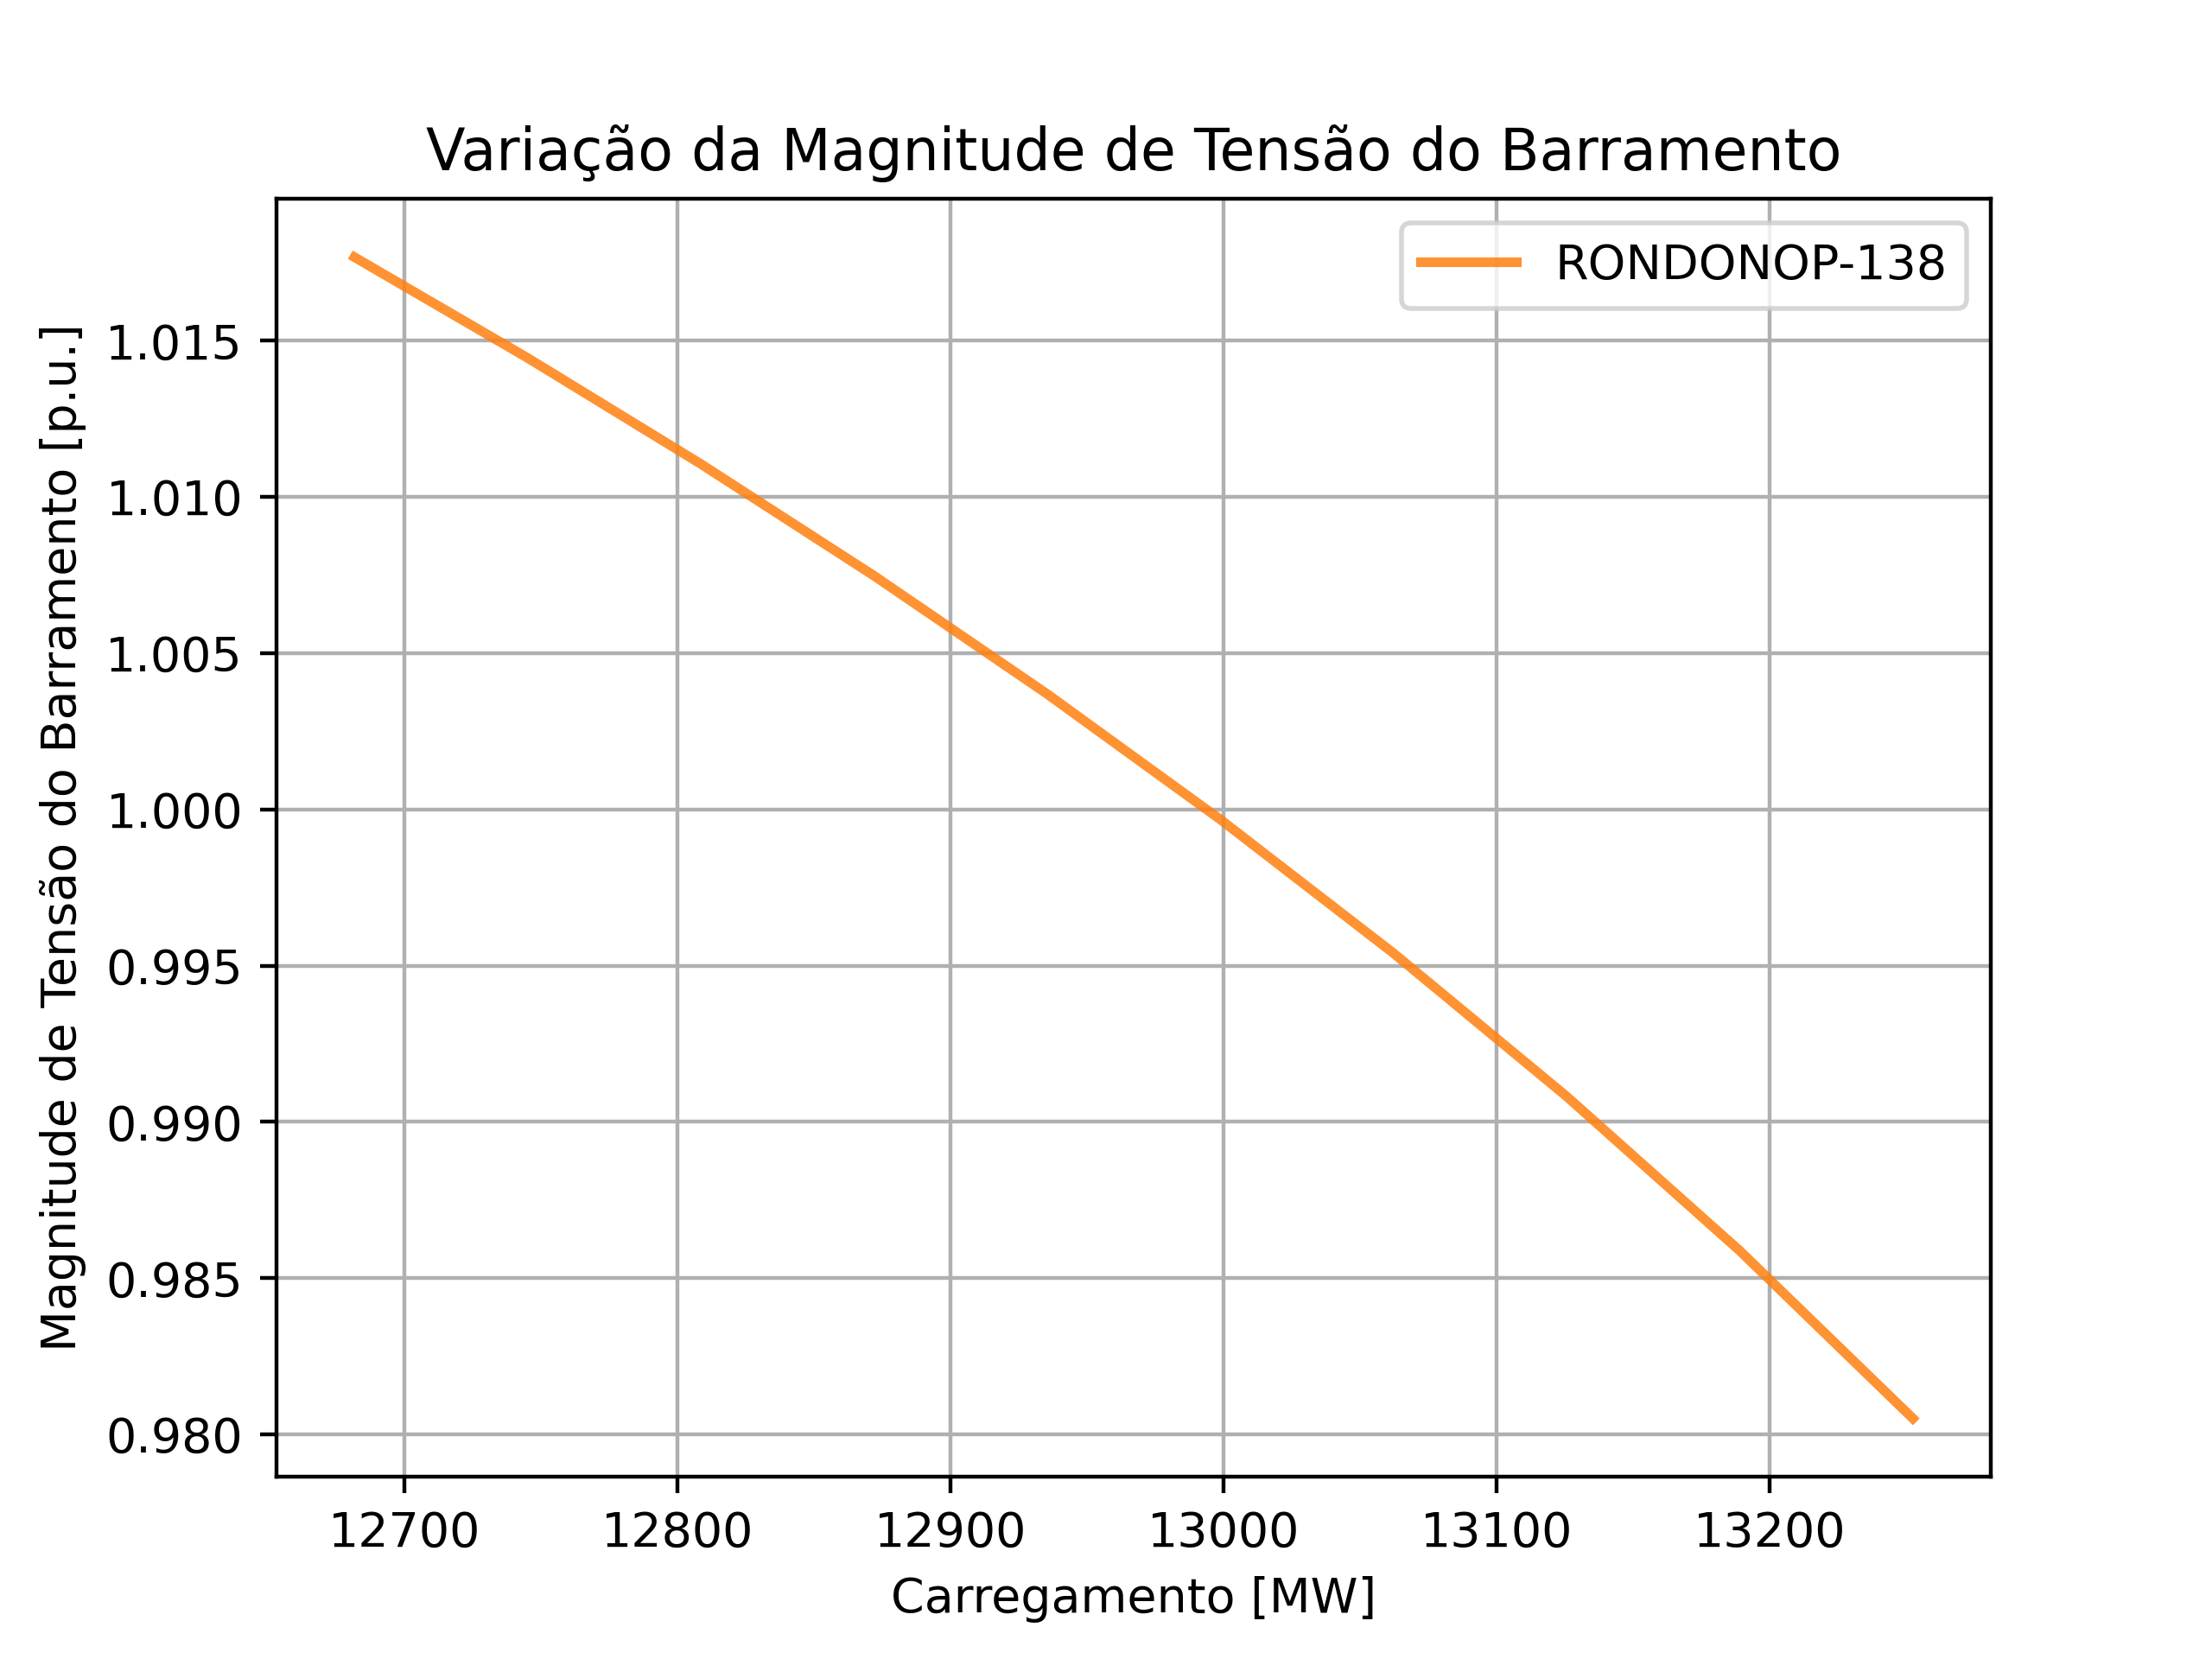 Variação da Magnitude de Tensão do Barramento
RONDONOP-138
Magnitude de Tensão do Barramento [p.u.]
1.015
1.010
1.005
1.000
0.995
0.990
0.985
0.980
12700 12800 12900 13000 13100 13200
Carregamento [MW]